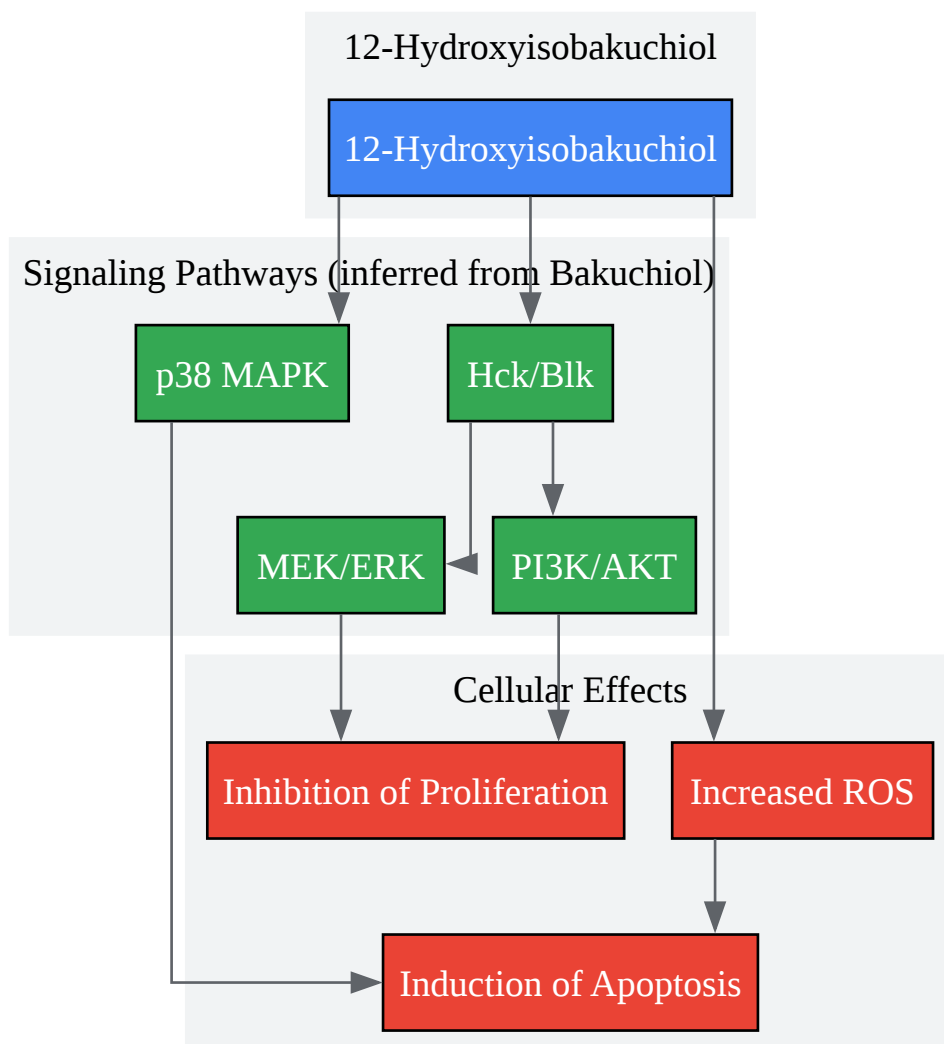 12-Hydroxyisobakuchiol
12-Hydroxyisobakuchiol
Signaling Pathways (inferred from Bakuchiol)
p38 MAPK
Hck/Blk
MEK/ERK
PI3K/AKT
Cellular Effects
Inhibition of Proliferation
Increased ROS
Induction of Apoptosis